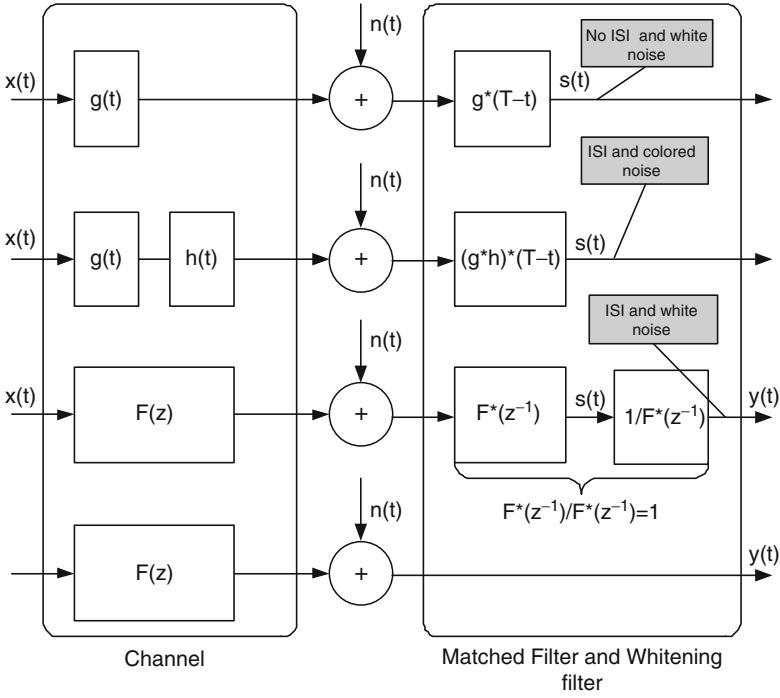 n(t)
No ISI and white
noise
x(t)
g(t)
+
g*(T–t)
s(t)
ISI and colored
noise
n(t)
x(t)
g(t)
h(t)
+
(g*h)*(T–t)
s(t)
ISI and white
noise
n(t)
x(t)
F(z)
+
F*(z⁻¹)
s(t)
1/F*(z⁻¹)
y(t)
F*(z⁻¹)/F*(z⁻¹)=1
n(t)
F(z)
+
y(t)
Channel
Matched Filter and Whitening
filter